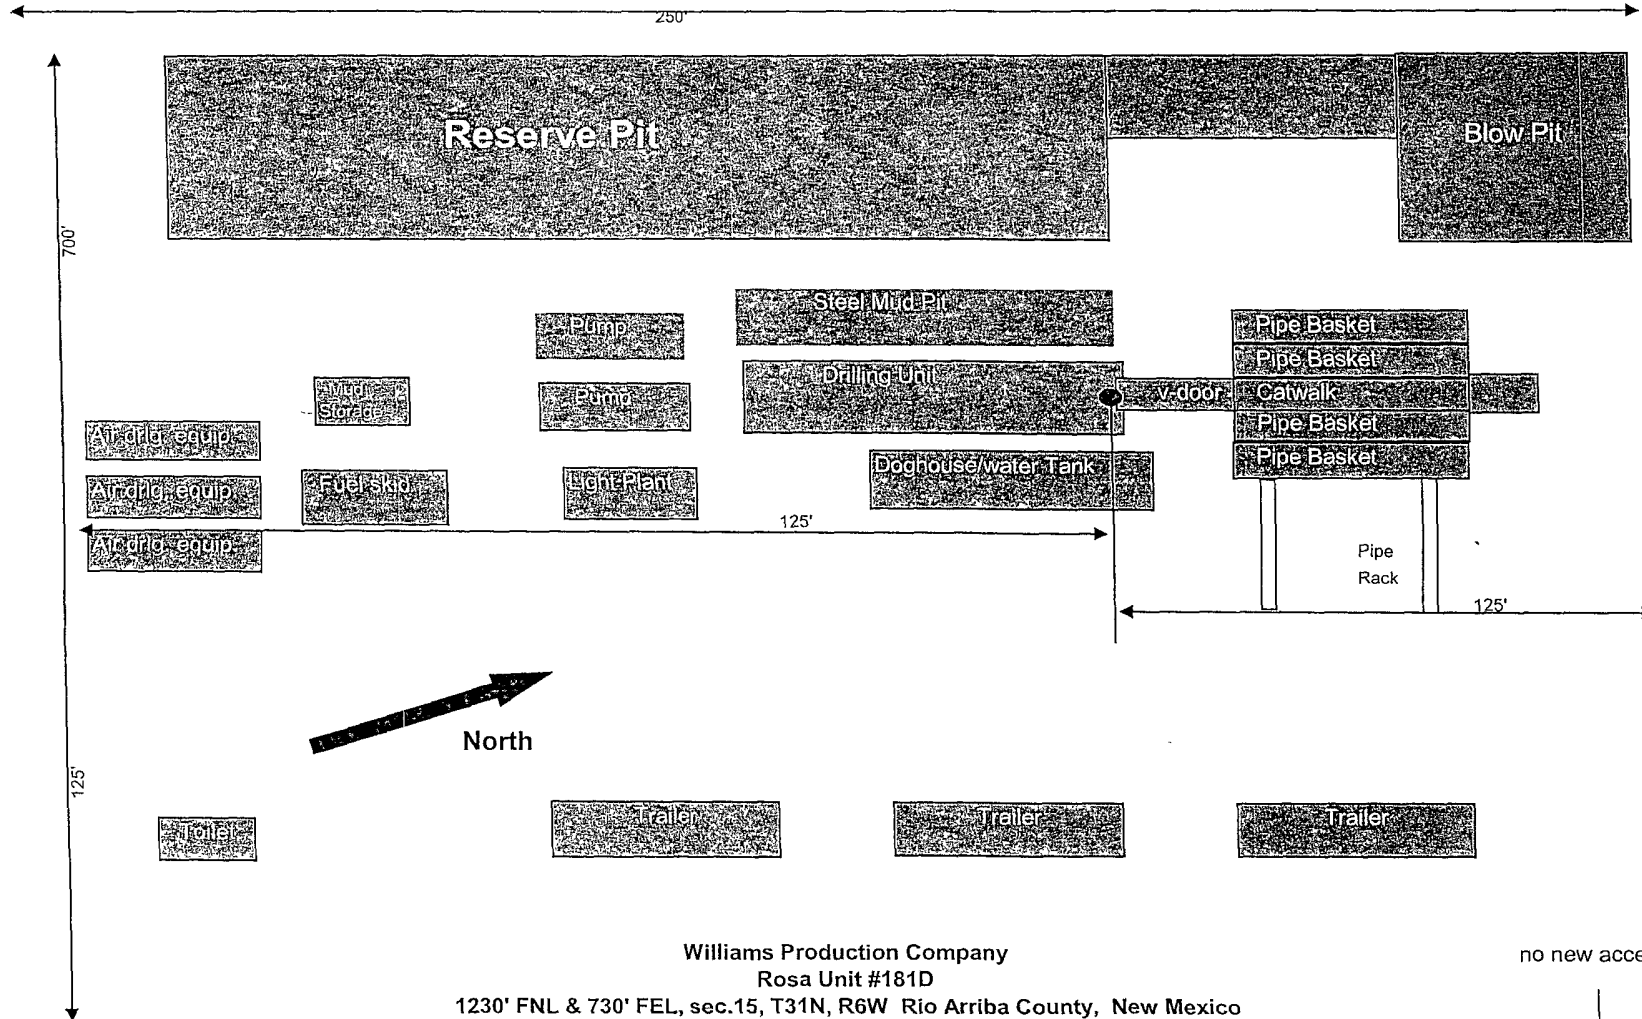 250'
Reserve Pit
Blow Pit
700'
Steel Mud Pit
Pump
Pipe Basket
Pipe Basket
Drilling Unit
Mud
Storage
Pump
v-door
Catwalk
Air drlg. equip
Pipe Basket
Doghouse/water Tank
Pipe Basket
Air drlg. equip
Fuel skid
Light Plant
125'
Air drlg. equip
Pipe
Rack
125'
North
125'
Toilet
Trailer
Trailer
Trailer
Williams Production Company
no new acce
Rosa Unit #181D
1230' FNL & 730' FEL, sec.15, T31N, R6W Rio Arriba County, New Mexico